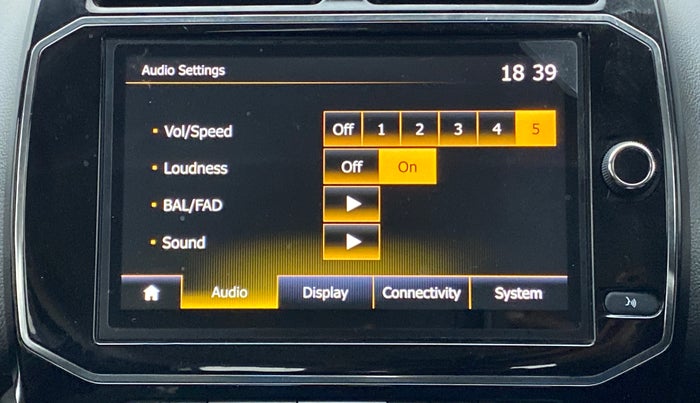 Audio Settings 18 39
Vol/Speed Off 1 2 3 4 5
Loudness Off On
BAL/FAD
Sound
Audio Display Connectivity System